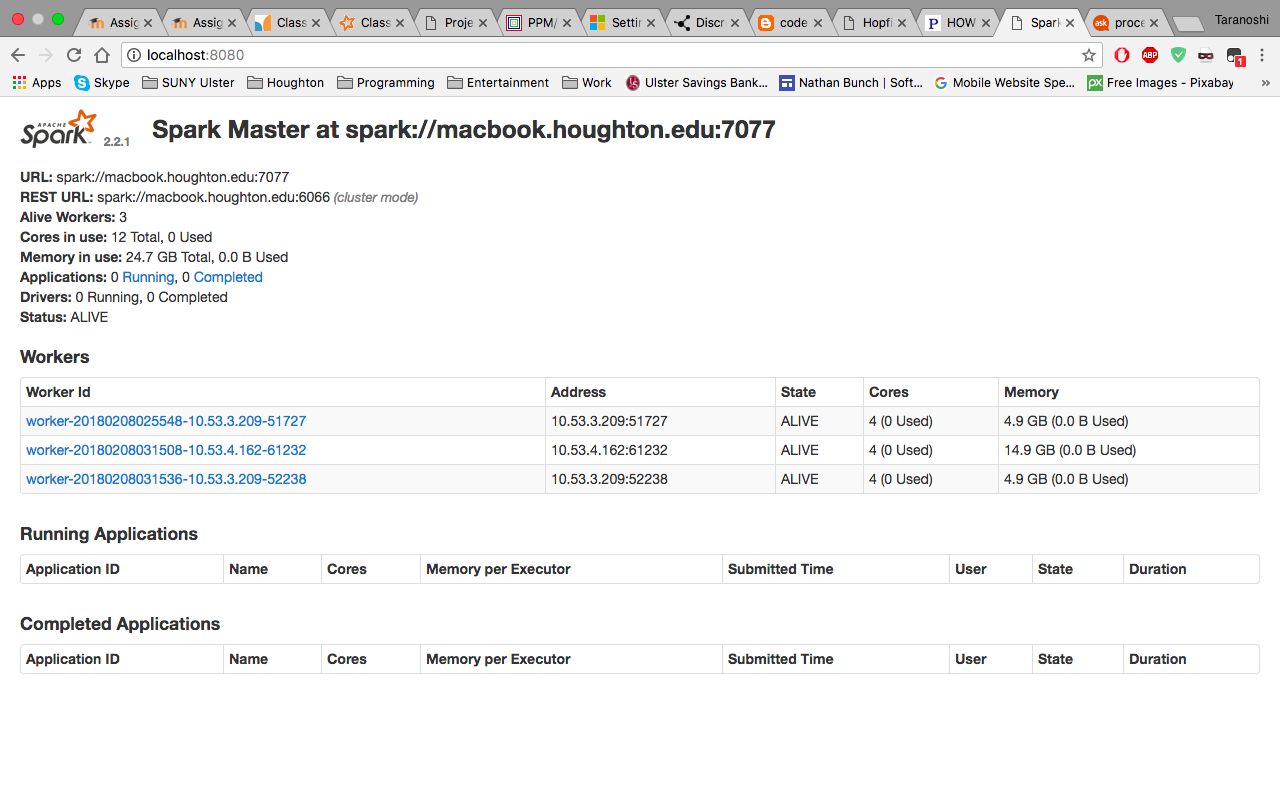 Assig Assig Class Class Proje PPM/ Settin Discr code Hopfi HOW Spark proce Taranoshi
localhost:8080 ABP 1
Apps Skype SUNY Ulster Houghton Programming Entertainment Work Ulster Savings Bank... Nathan Bunch | Soft... Mobile Website Spe... px Free Images - Pixabay »
APACHE Spark 2.2.1 Spark Master at spark://macbook.houghton.edu:7077
URL: spark://macbook.houghton.edu:7077
REST URL: spark://macbook.houghton.edu:6066 (cluster mode)
Alive Workers: 3
Cores in use: 12 Total, 0 Used
Memory in use: 24.7 GB Total, 0.0 B Used
Applications: 0 Running, 0 Completed
Drivers: 0 Running, 0 Completed
Status: ALIVE
Workers
Worker Id Address State Cores Memory
worker-20180208025548-10.53.3.209-51727 10.53.3.209:51727 ALIVE 4 (0 Used) 4.9 GB (0.0 B Used)
worker-20180208031508-10.53.4.162-61232 10.53.4.162:61232 ALIVE 4 (0 Used) 14.9 GB (0.0 B Used)
worker-20180208031536-10.53.3.209-52238 10.53.3.209:52238 ALIVE 4 (0 Used) 4.9 GB (0.0 B Used)
Running Applications
Application ID Name Cores Memory per Executor Submitted Time User State Duration
Completed Applications
Application ID Name Cores Memory per Executor Submitted Time User State Duration